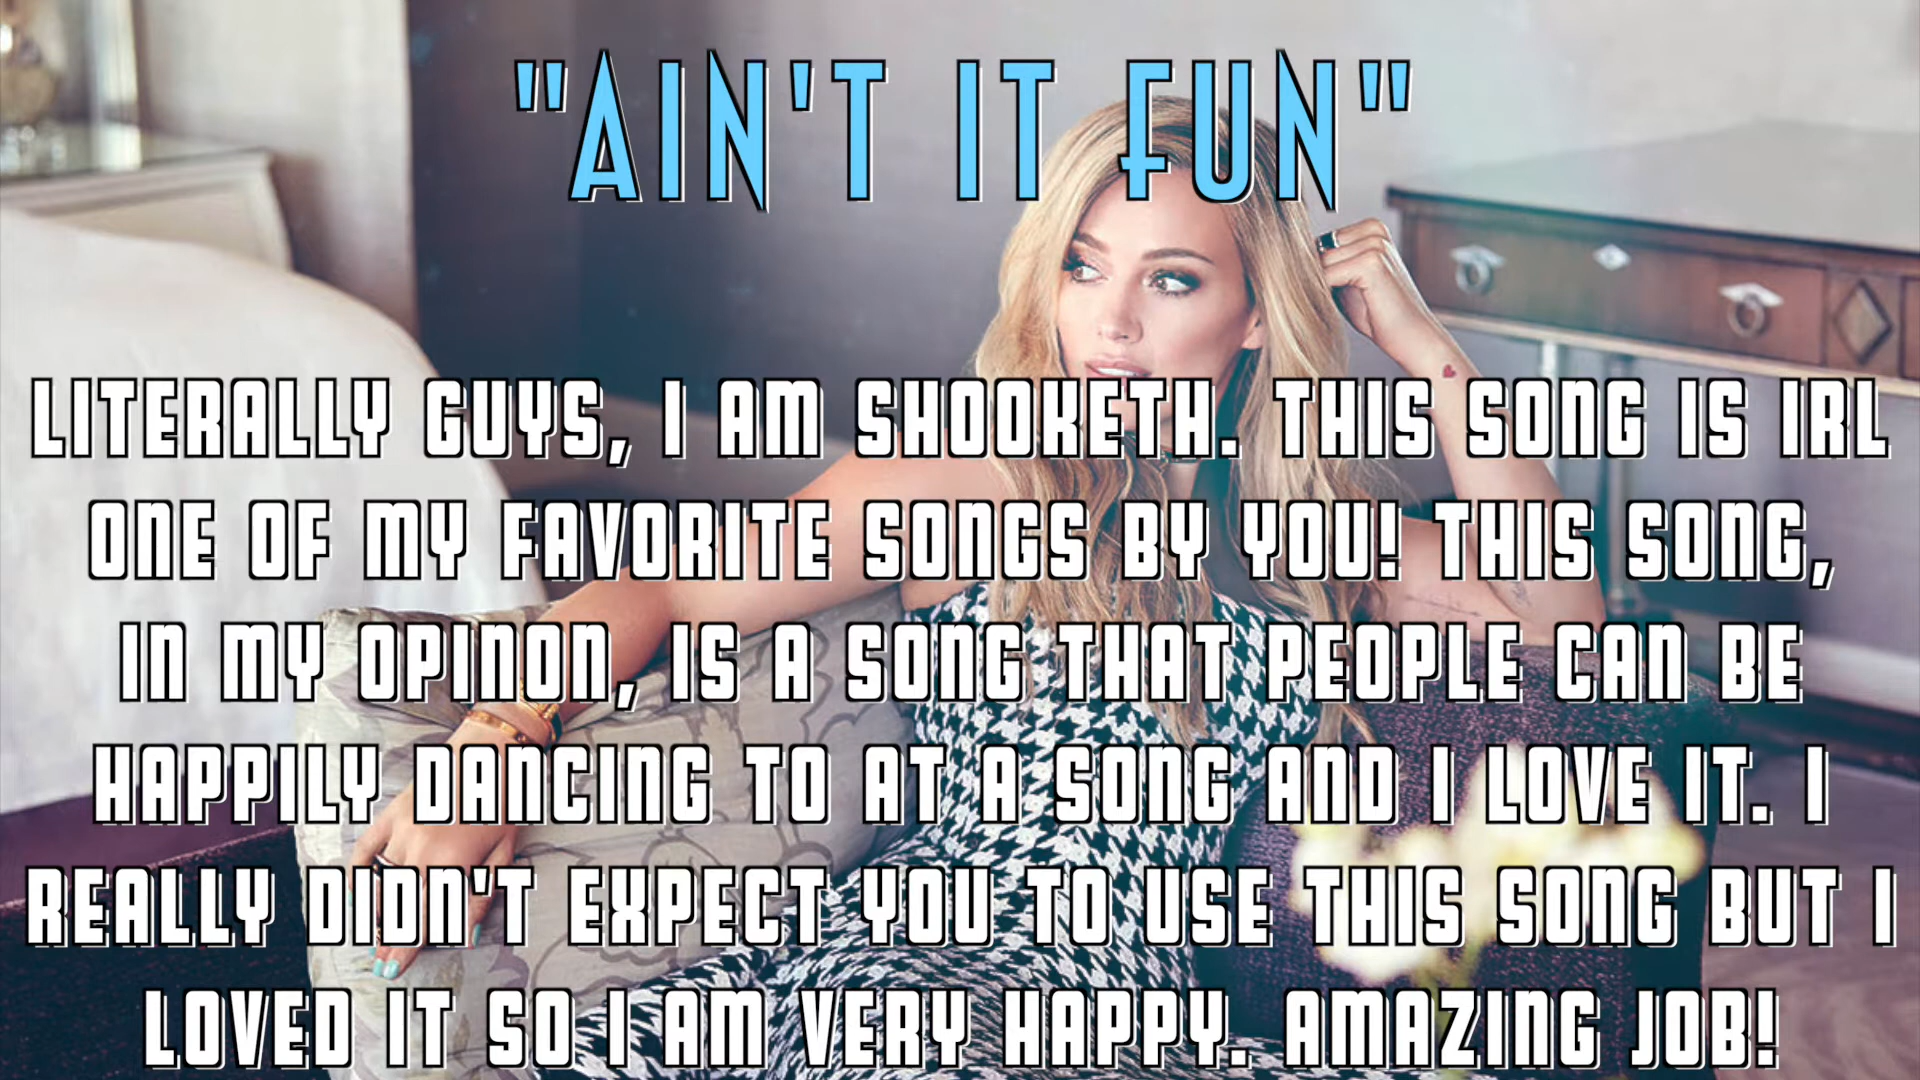 "AIN'T IT FUN"
LITERALLY GUYS, I AM SHOOKETH. THIS SONG IS IRL
ONE OF MY FAVORITE SONGS BY YOU! THIS SONG,
IN MY OPINON, IS A SONG THAT PEOPLE CAN BE
HAPPILY DANCING TO AT A SONG AND I LOVE IT. I
REALLY DIDN'T EXPECT YOU TO USE THIS SONG BUT I
LOVED IT SO I AM VERY HAPPY. AMAZING JOB!